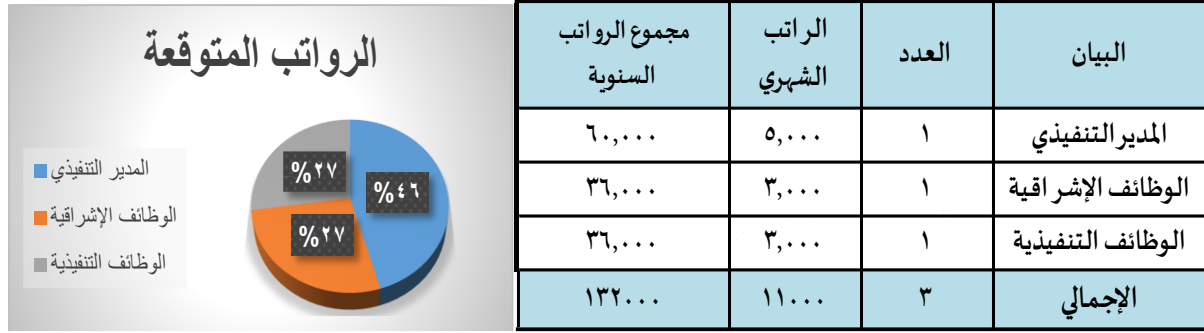 الرواتب المتوقعة
%٤٦
%٢٧
%٢٧
المدير التنفيذي
الوظائف الإشراقية
الوظائف التنفيذية
البيان العدد الراتب الشهري مجموع الرواتب السنوية
المدير التنفيذي ١ ٥,٠٠٠ ٦٠,٠٠٠
الوظائف الإشراقية ١ ٣,٠٠٠ ٣٦,٠٠٠
الوظائف التنفيذية ١ ٣,٠٠٠ ٣٦,٠٠٠
الإجمالي ٣ ١١٠٠٠ ١٣٢٠٠٠